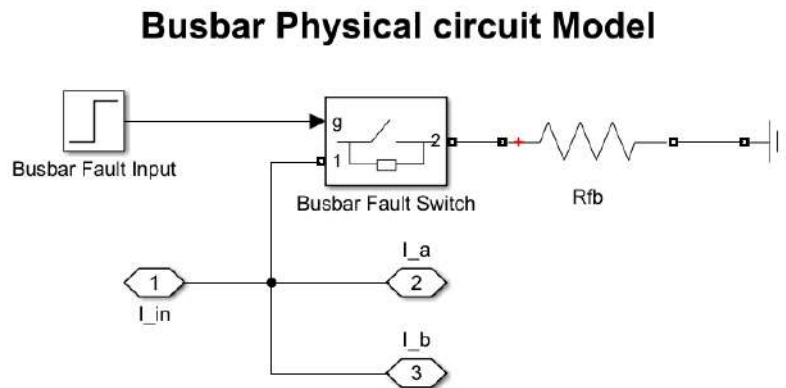 Busbar Physical circuit Model
g
1
2
Busbar Fault Input
Busbar Fault Switch
Rfb
I_a
1
2
I_in
I_b
3